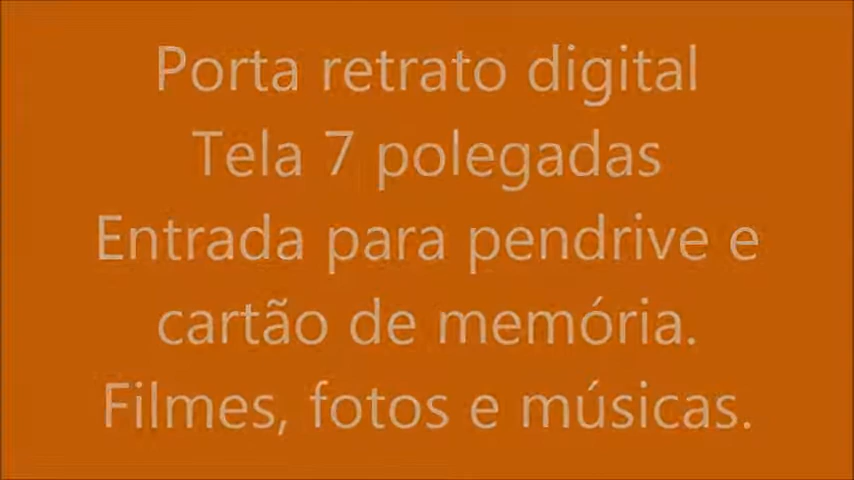 Porta retrato digital
Tela 7 polegadas
Entrada para pendrive e
cartão de memória.
Filmes, fotos e músicas.